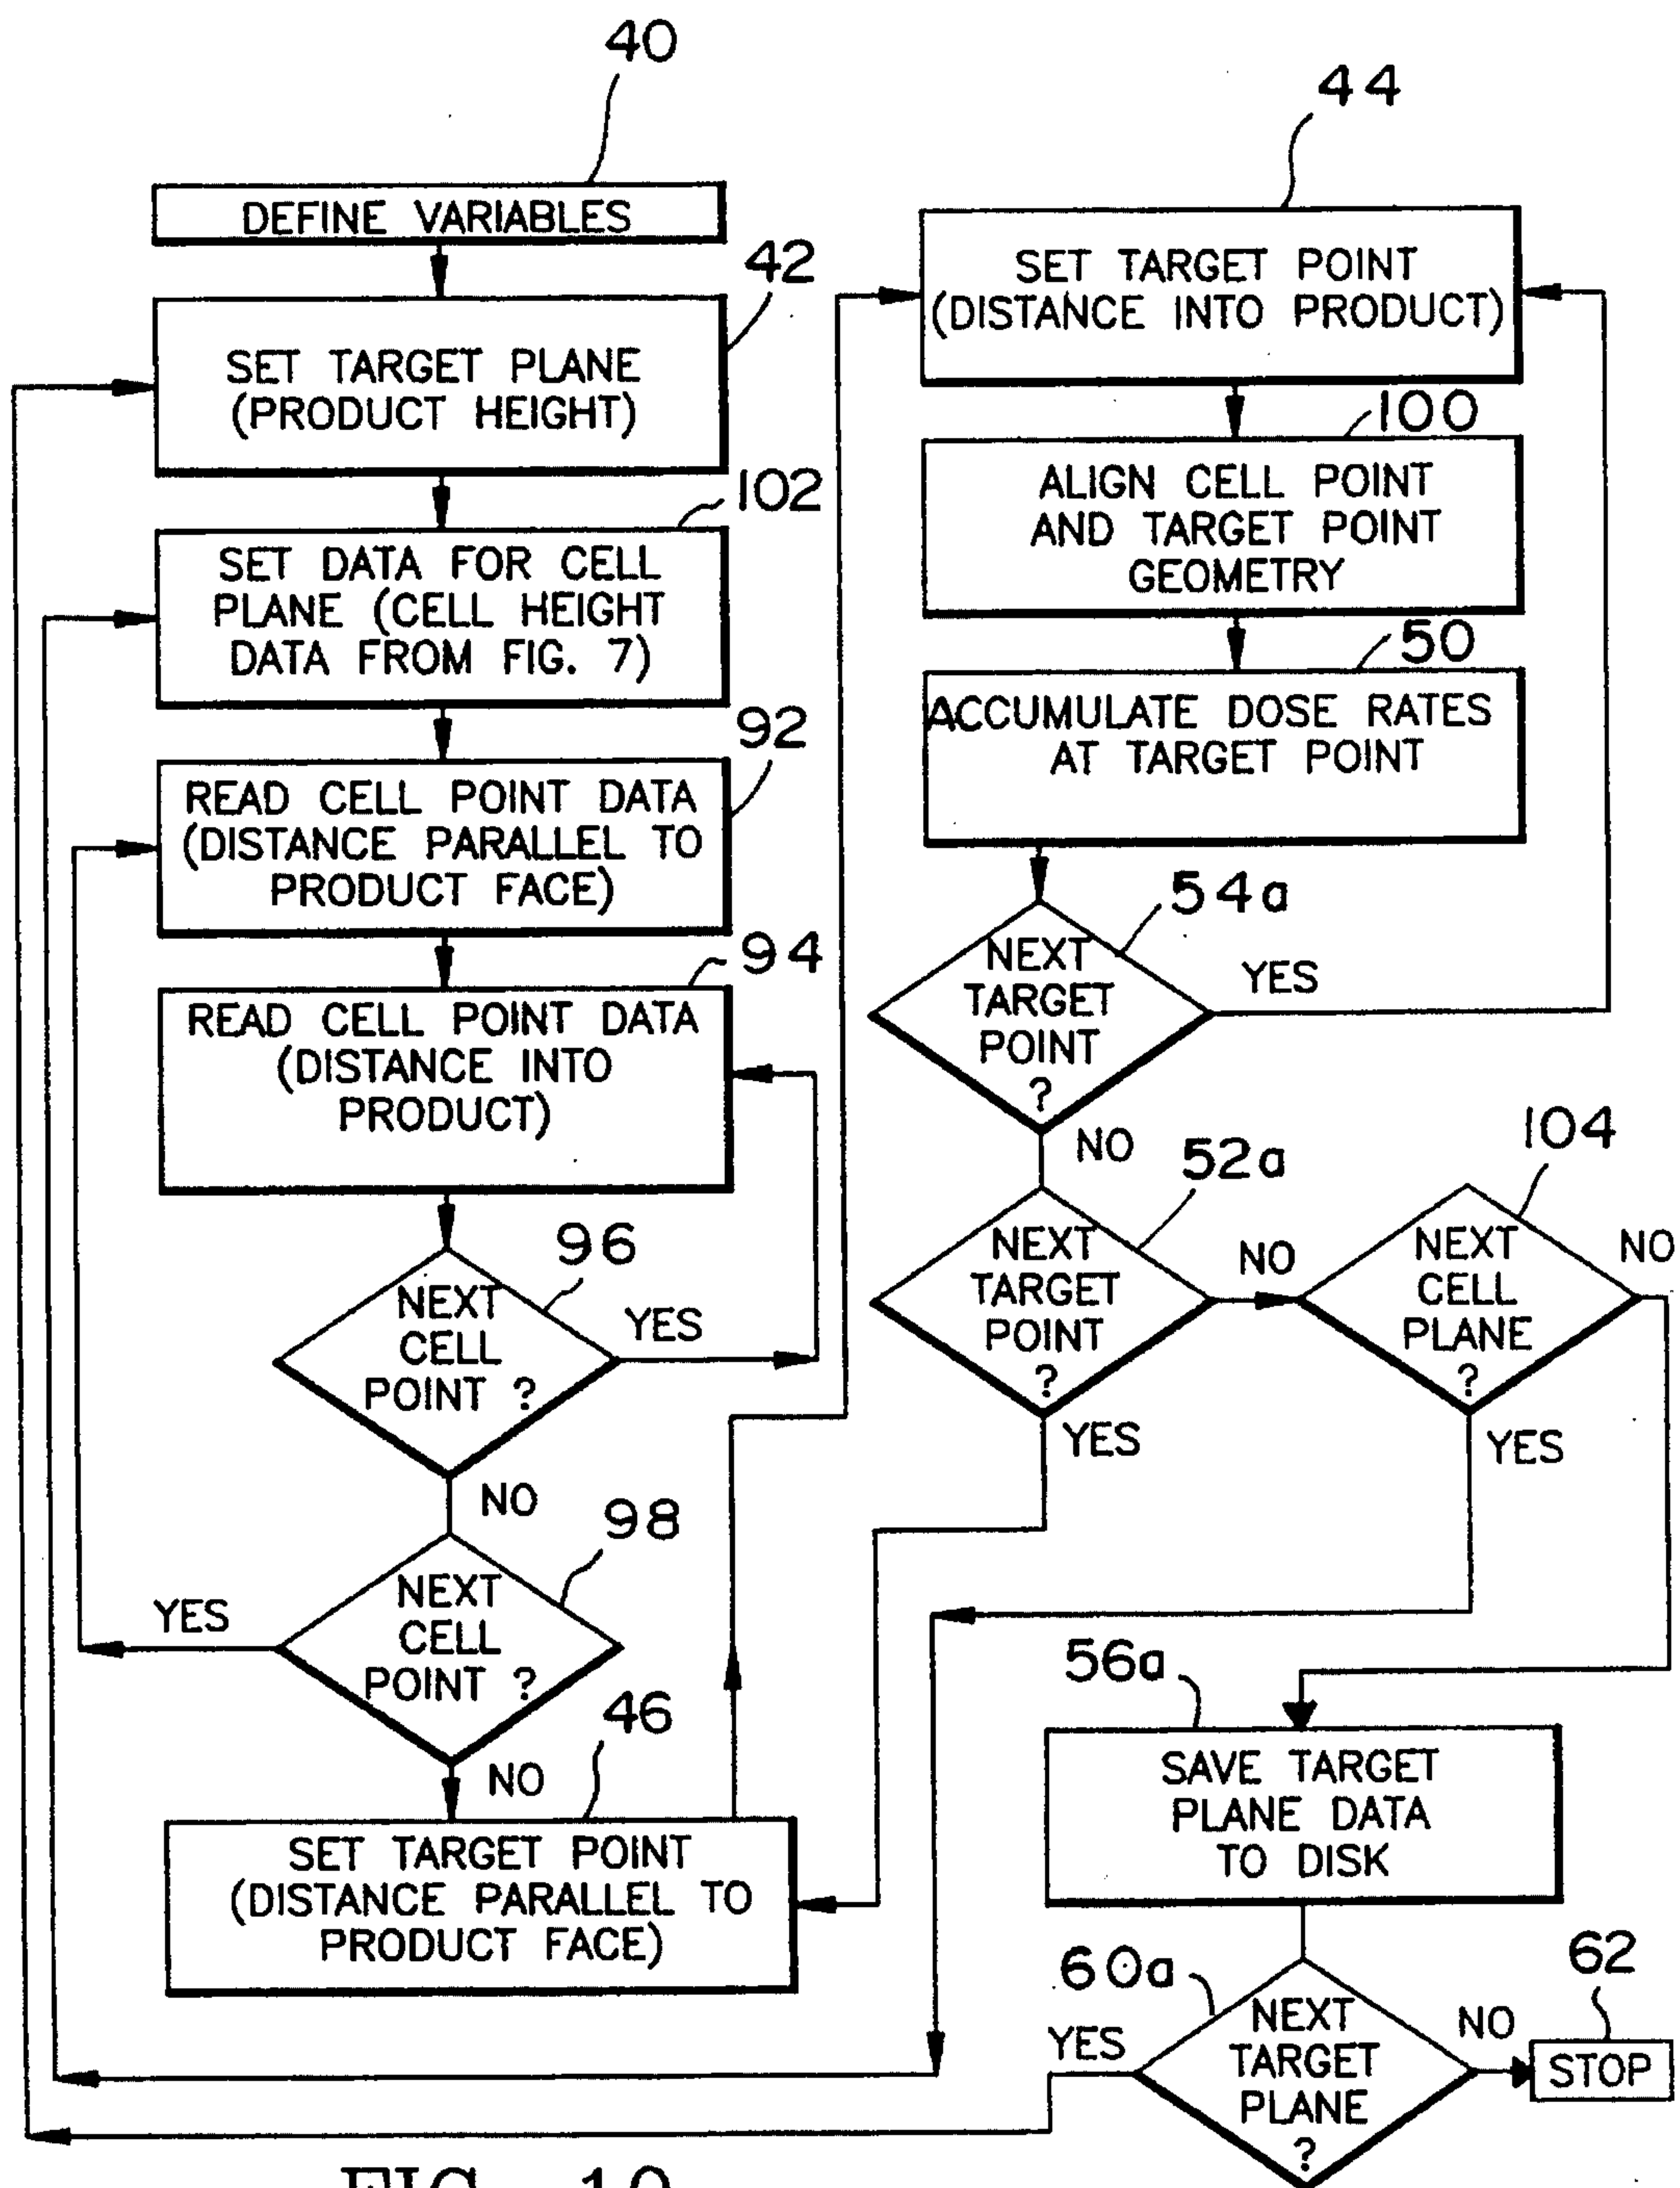 40
DEFINE VARIABLES
42
SET TARGET PLANE
(PRODUCT HEIGHT)
102
SET DATA FOR CELL
PLANE (CELL HEIGHT
DATA FROM FIG. 7)
92
READ CELL POINT DATA
(DISTANCE PARALLEL TO
PRODUCT FACE)
94
READ CELL POINT DATA
(DISTANCE INTO
PRODUCT)
96
NEXT
CELL
POINT ?
YES
NO
98
NEXT
CELL
POINT ?
YES
NO
46
SET TARGET POINT
(DISTANCE PARALLEL TO
PRODUCT FACE)
44
SET TARGET POINT
(DISTANCE INTO PRODUCT)
100
ALIGN CELL POINT
AND TARGET POINT
GEOMETRY
50
ACCUMULATE DOSE RATES
AT TARGET POINT
54a
NEXT
TARGET
POINT
?
YES
NO
52a
NEXT
TARGET
POINT
?
NO
YES
104
NEXT
CELL
PLANE
?
NO
YES
56a
SAVE TARGET
PLANE DATA
TO DISK
60a
NEXT
TARGET
PLANE
?
YES
NO
62
STOP
FIG. 10